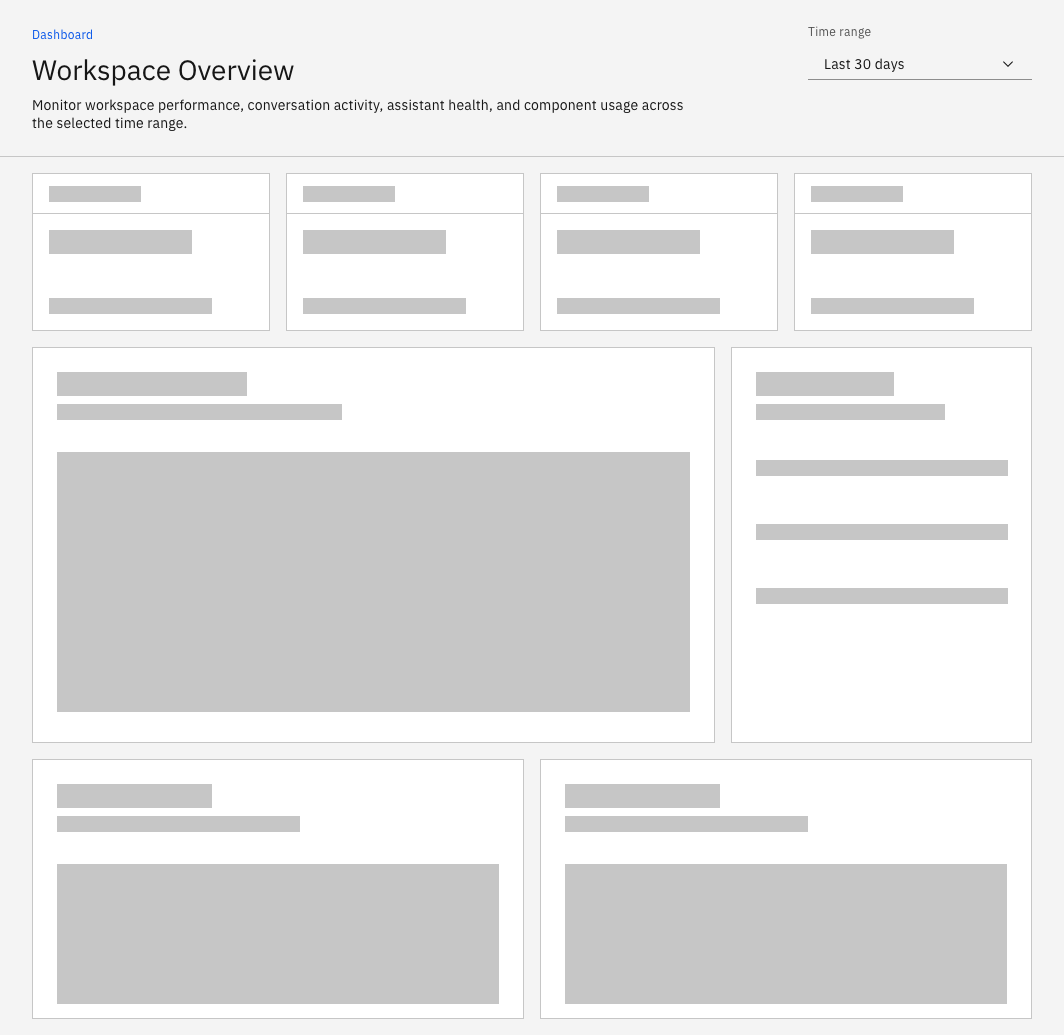 Dashboard
Workspace Overview
Monitor workspace performance, conversation activity, assistant health, and component usage across
the selected time range.
Time range
Last 30 days